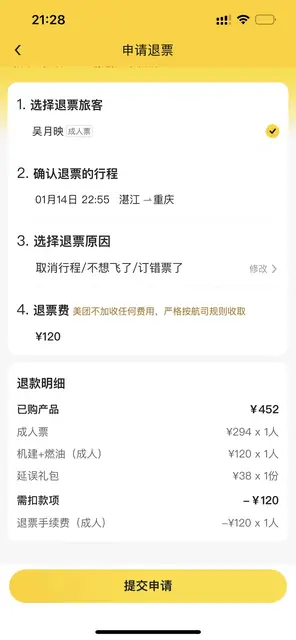 21:28
申请退票
1. 选择退票旅客
吴月映 成人票
2. 确认退票的行程
01月14日 22:55 湛江→重庆
3. 选择退票原因
取消行程/不想飞了/订错票了 修改
4. 退票费 美团不加收任何费用，严格按航司规则收取
¥120
退款明细
已购产品 ¥452
成人票 ¥294 x 1人
机建+燃油（成人） ¥120 x 1人
延误礼包 ¥38 x 1份
需扣款项 -¥120
退票手续费（成人） -¥120 x 1人
提交申请